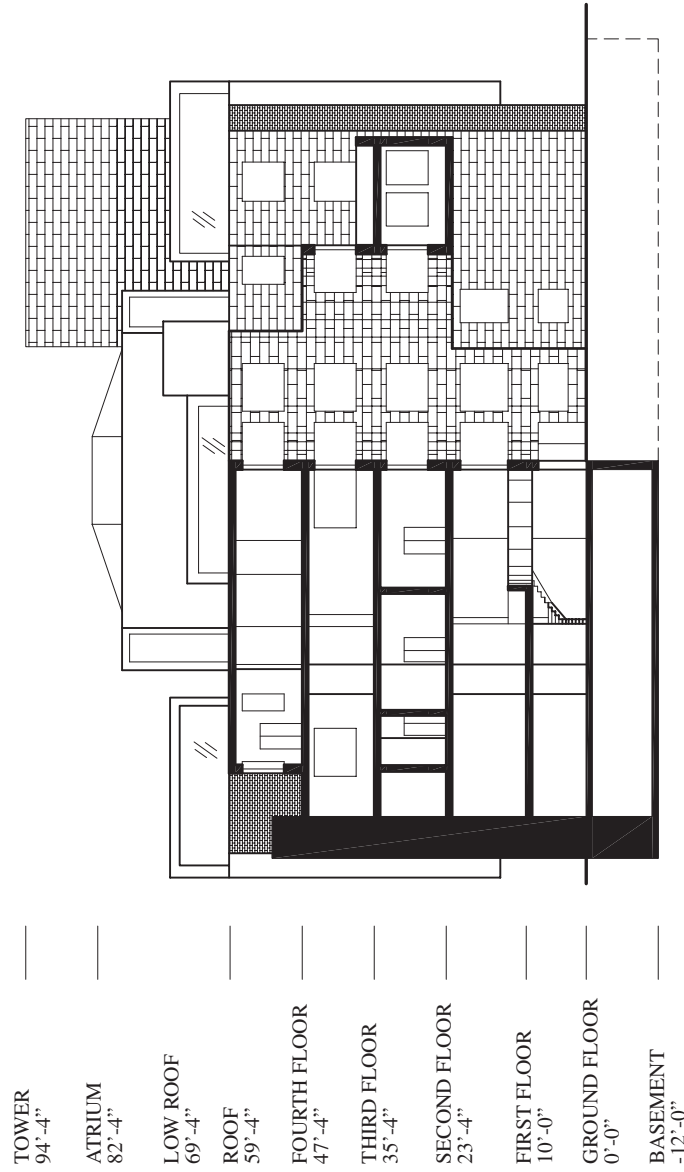 TOWER
94'-4”
ATRIUM
82'-4”
LOW ROOF
69'-4”
ROOF
59'-4”
FOURTH FLOOR
47'-4”
THIRD FLOOR
35'-4”
SECOND FLOOR
23'-4”
FIRST FLOOR
10'-0”
GROUND FLOOR
0'-0”
BASEMENT
-12'-0”